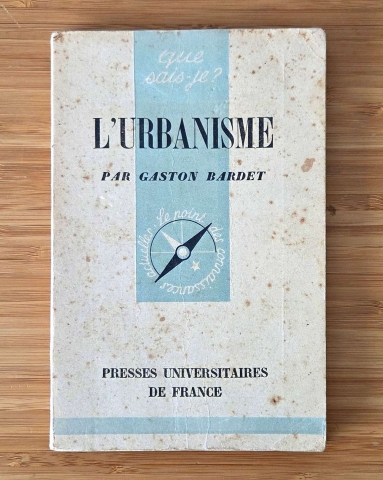 que
sais-je?
L'URBANISME
PAR GASTON BARDET
le point des connaissances actuelles
PRESSES UNIVERSITAIRES
DE FRANCE